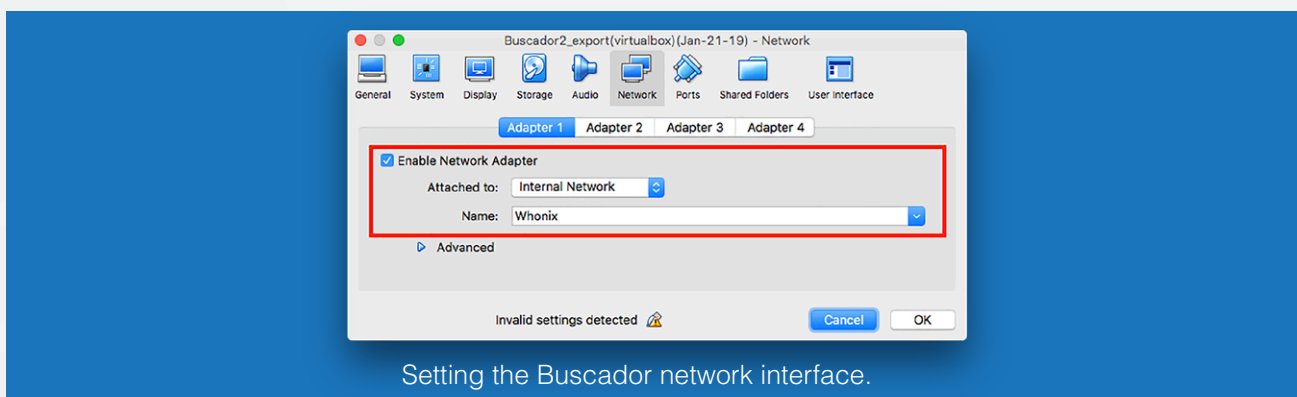 Buscador2_export(virtualbox)(Jan-21-19) - Network
General System Display Storage Audio Network Ports Shared Folders User Interface
Adapter 1 Adapter 2 Adapter 3 Adapter 4
Enable Network Adapter
Attached to: Internal Network
Name: Whonix
Advanced
Invalid settings detected Cancel OK
Setting the Buscador network interface.